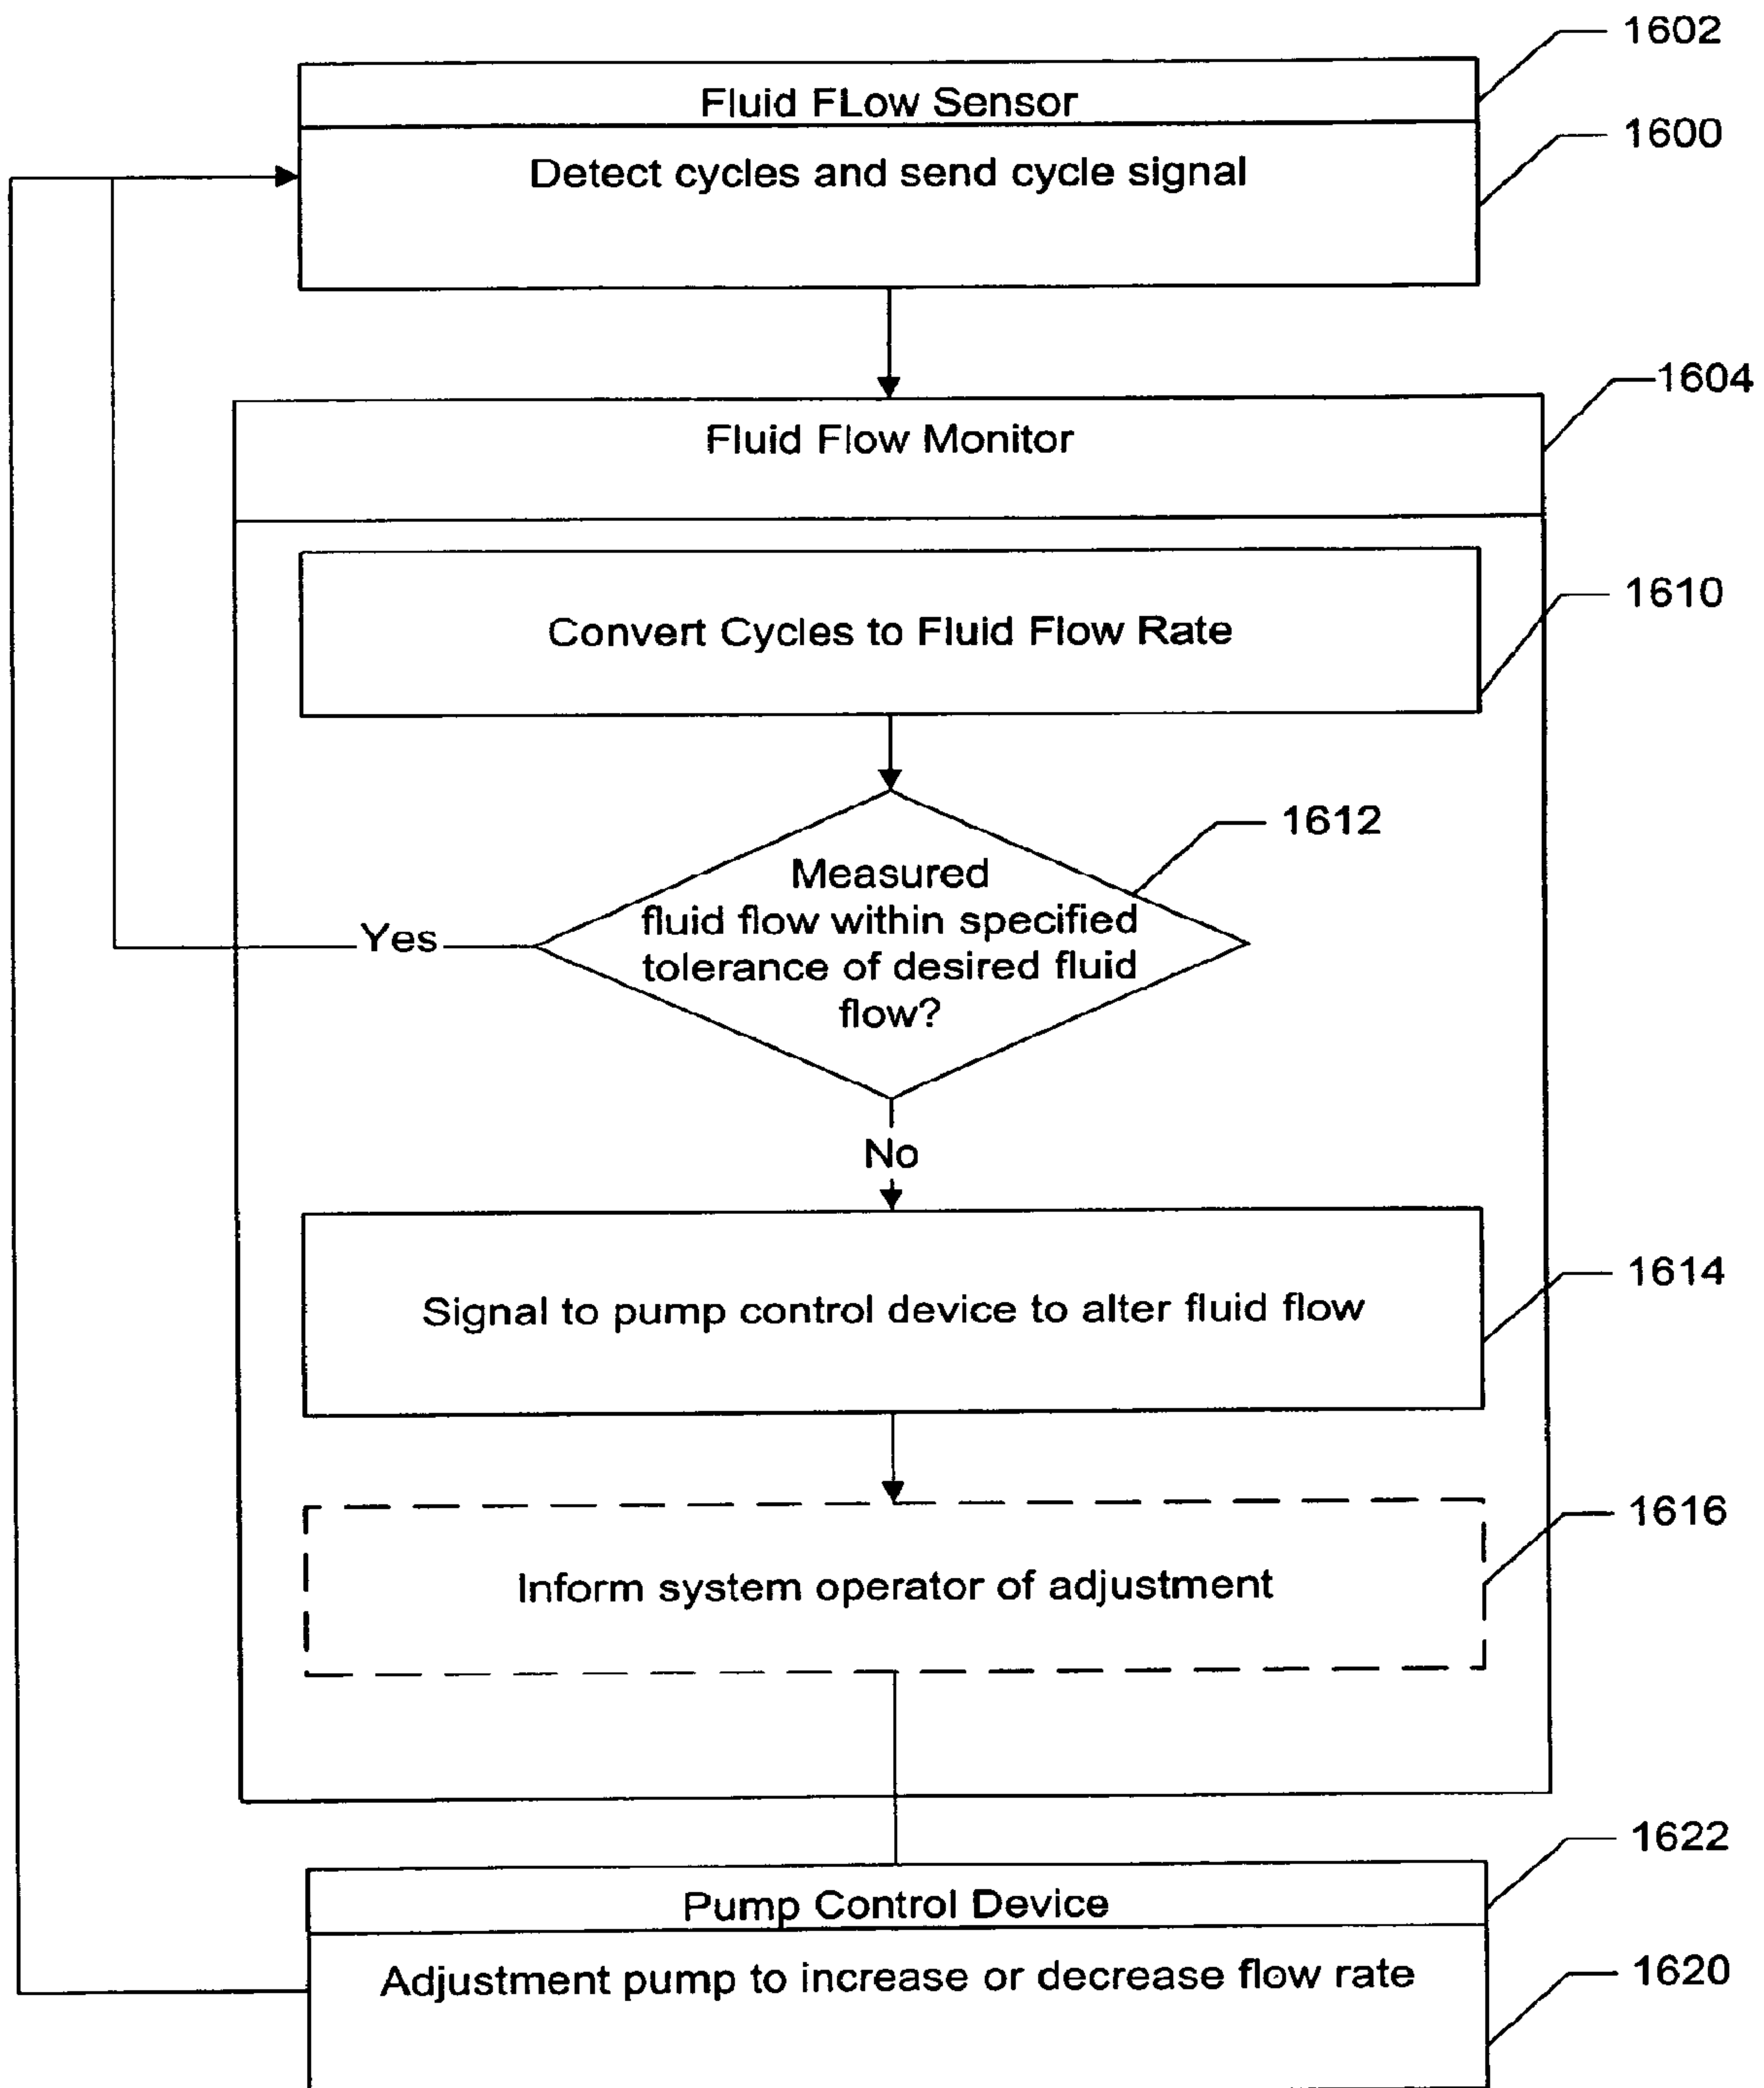 1602
Fluid FLow Sensor
1600
Detect cycles and send cycle signal
1604
Fluid Flow Monitor
1610
Convert Cycles to Fluid Flow Rate
1612
Measured
fluid flow within specified
tolerance of desired fluid
flow?
Yes
No
1614
Signal to pump control device to alter fluid flow
1616
Inform system operator of adjustment
1622
Pump Control Device
Adjustment pump to increase or decrease flow rate
1620